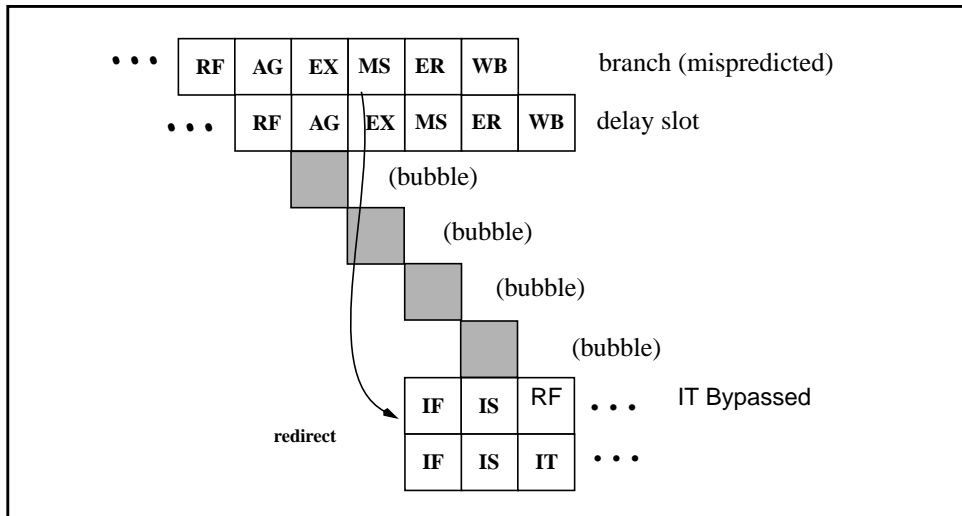 ••• RF AG EX MS ER WB branch (mispredicted)
••• RF AG EX MS ER WB delay slot
(bubble)
(bubble)
(bubble)
(bubble)
IF IS RF ••• IT Bypassed
redirect
IF IS IT •••